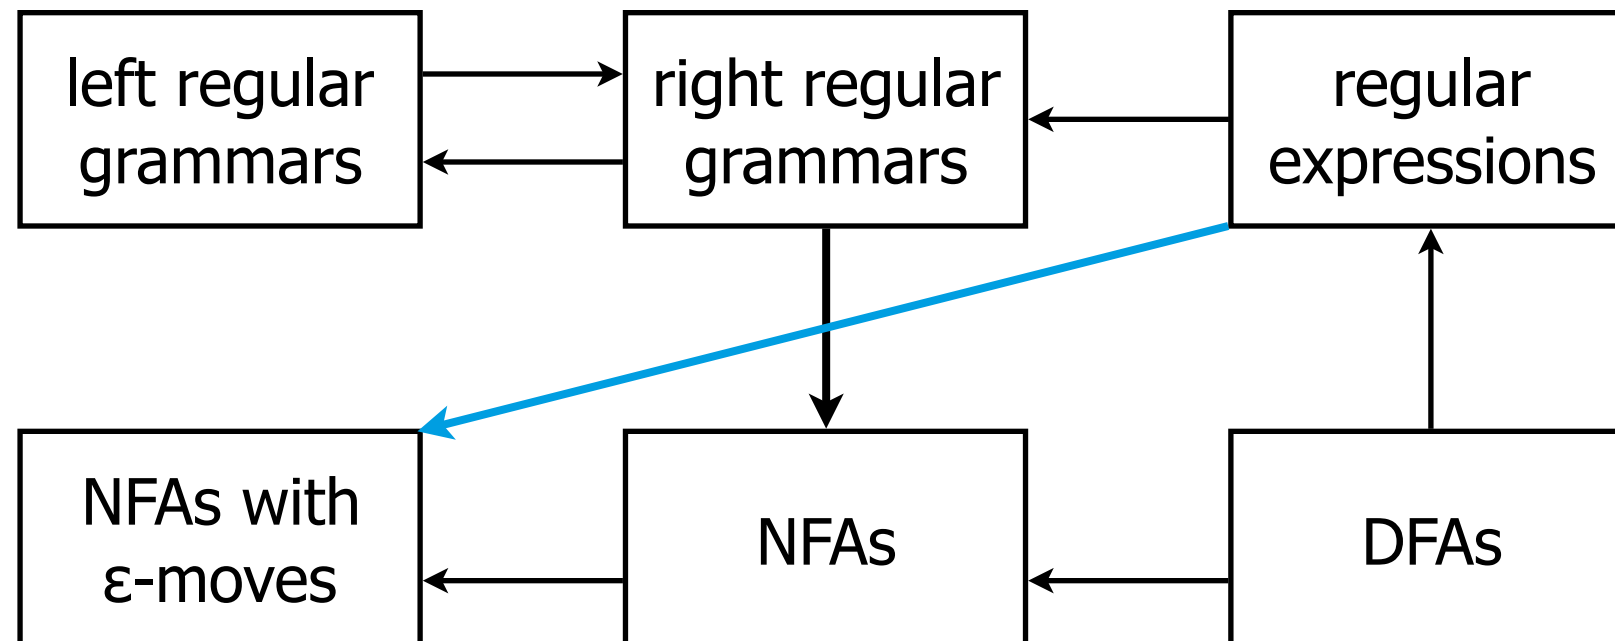 left regular
grammars
right regular
grammars
regular
expressions
NFAs with
ε-moves
NFAs
DFAs